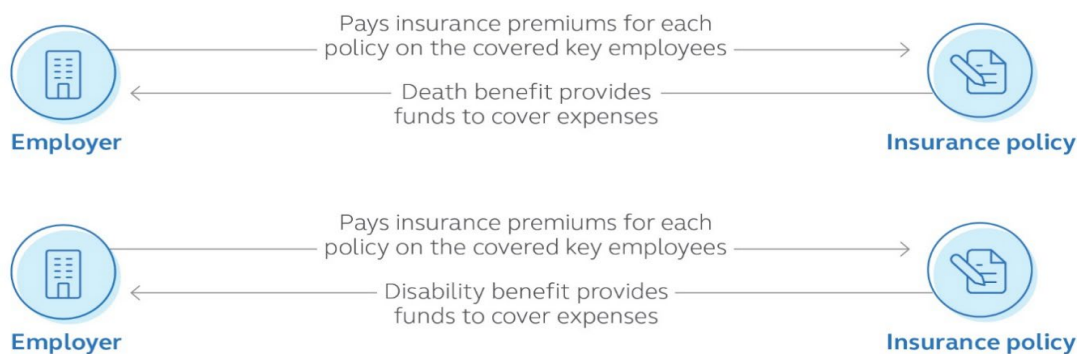 Pays insurance premiums for each
policy on the covered key employees
Death benefit provides
funds to cover expenses
Employer
Insurance policy
Pays insurance premiums for each
policy on the covered key employees
Disability benefit provides
funds to cover expenses
Employer
Insurance policy